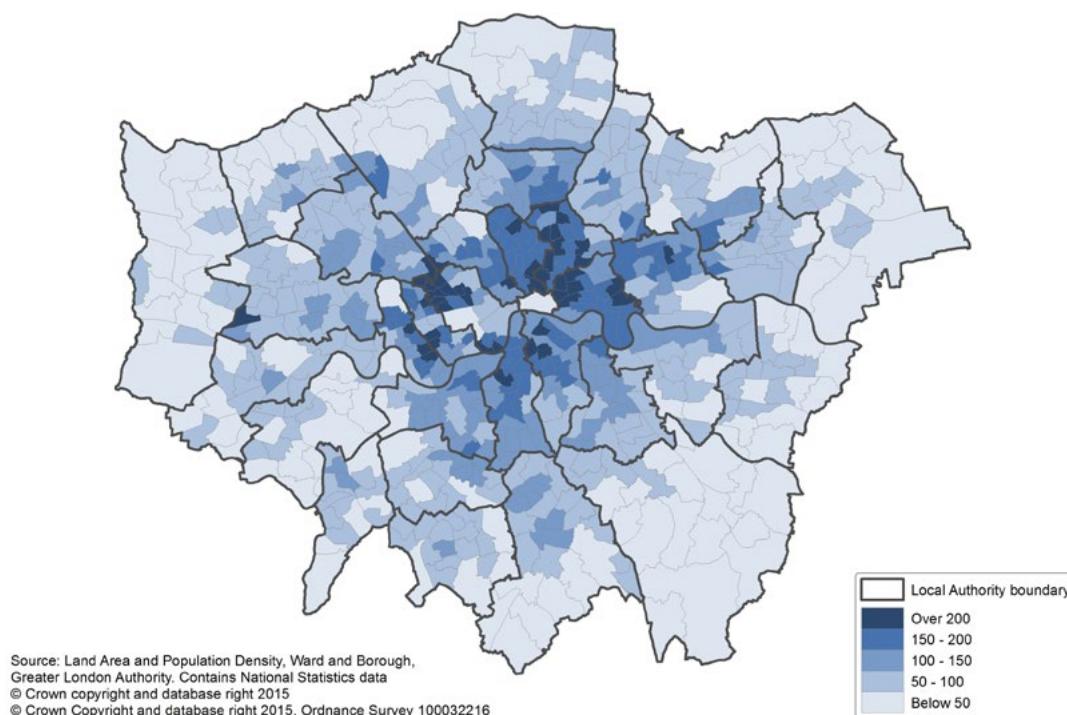 Local Authority boundary
Over 200
150 - 200
100 - 150
50 - 100
Below 50
Source: Land Area and Population Density, Ward and Borough,
Greater London Authority. Contains National Statistics data
© Crown copyright and database right 2015
© Crown Copyright and database right 2015. Ordnance Survey 100032216